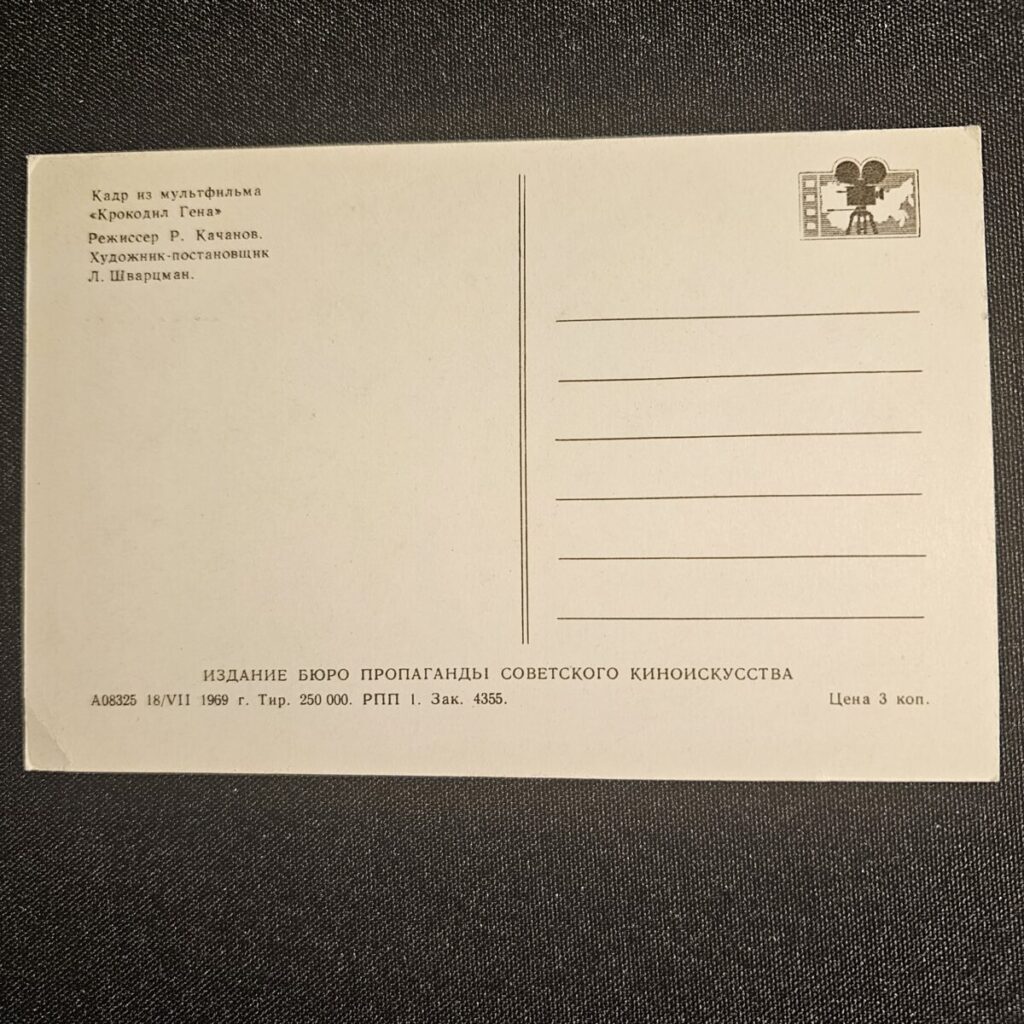 Кадр из мультфильма
«Крокодил Гена»
Режиссер Р. Качанов.
Художник-постановщик
Л. Шварцман.
ИЗДАНИЕ БЮРО ПРОПАГАНДЫ СОВЕТСКОГО КИНОИСКУССТВА
А08325 18/VII 1969 г. Тир. 250 000. РПП 1. Зак. 4355.
Цена 3 коп.